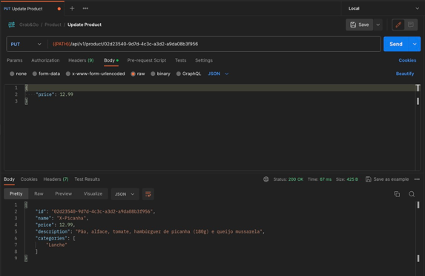 PUT Update Product
Local
Product / Update Product
Save
PUT
/api/v1/product/02d23540-9d7d-4c3c-a3d2-a9da08b3f956
Send
Params Authorization Headers (9) Body Pre-request Script Tests Settings
Cookies
none form-data x-www-form-urlencoded raw binary GraphQL JSON
Beautify
1 {
2 "price": 12.99
3 }
Body Cookies Headers (7) Test Results
Status: 200 OK Time: 97 ms Size: 425 B Save as example
Pretty Raw Preview Visualize JSON
1 {
2 "id": "02d23540-9d7d-4c3c-a3d2-a9da08b3f956",
3 "name": "X-Picanha",
4 "price": 12.99,
5 "description": "Pão, alface, tomate, hambúrguer de picanha (180g) e queijo mussarela",
6 "categories": [
7 "Lanche"
8 ]
9 }